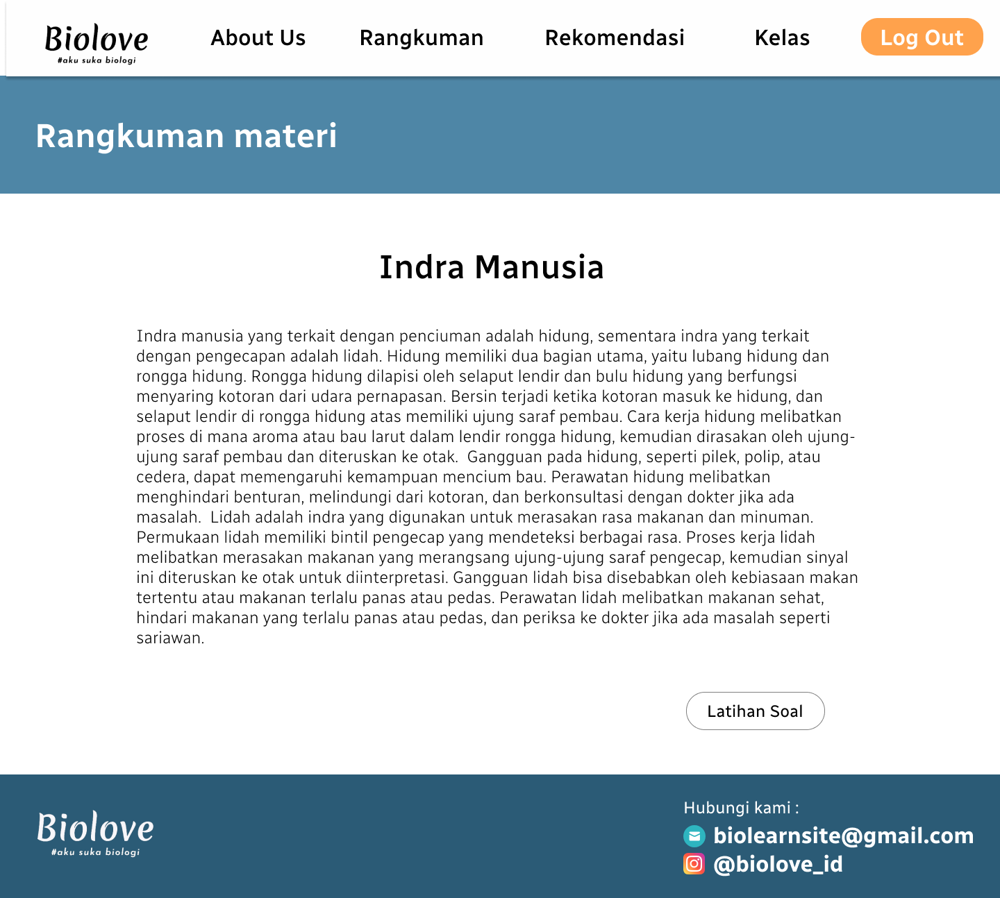 Biolove
#aku suka biologi
About Us
Rangkuman
Rekomendasi
Kelas
Log Out
Rangkuman materi
Indra Manusia
Indra manusia yang terkait dengan penciuman adalah hidung, sementara indra yang terkait
dengan pengecapan adalah lidah. Hidung memiliki dua bagian utama, yaitu lubang hidung dan
rongga hidung. Rongga hidung dilapisi oleh selaput lendir dan bulu hidung yang berfungsi
menyaring kotoran dari udara pernapasan. Bersin terjadi ketika kotoran masuk ke hidung, dan
selaput lendir di rongga hidung atas memiliki ujung saraf pembau. Cara kerja hidung melibatkan
proses di mana aroma atau bau larut dalam lendir rongga hidung, kemudian dirasakan oleh ujung-
ujung saraf pembau dan diteruskan ke otak.  Gangguan pada hidung, seperti pilek, polip, atau
cedera, dapat memengaruhi kemampuan mencium bau. Perawatan hidung melibatkan
menghindari benturan, melindungi dari kotoran, dan berkonsultasi dengan dokter jika ada
masalah.  Lidah adalah indra yang digunakan untuk merasakan rasa makanan dan minuman.
Permukaan lidah memiliki bintil pengecap yang mendeteksi berbagai rasa. Proses kerja lidah
melibatkan merasakan makanan yang merangsang ujung-ujung saraf pengecap, kemudian sinyal
ini diteruskan ke otak untuk diinterpretasi. Gangguan lidah bisa disebabkan oleh kebiasaan makan
tertentu atau makanan terlalu panas atau pedas. Perawatan lidah melibatkan makanan sehat,
hindari makanan yang terlalu panas atau pedas, dan periksa ke dokter jika ada masalah seperti
sariawan.
Latihan Soal
Biolove
#aku suka biologi
Hubungi kami :
biolearnsite@gmail.com
@biolove_id